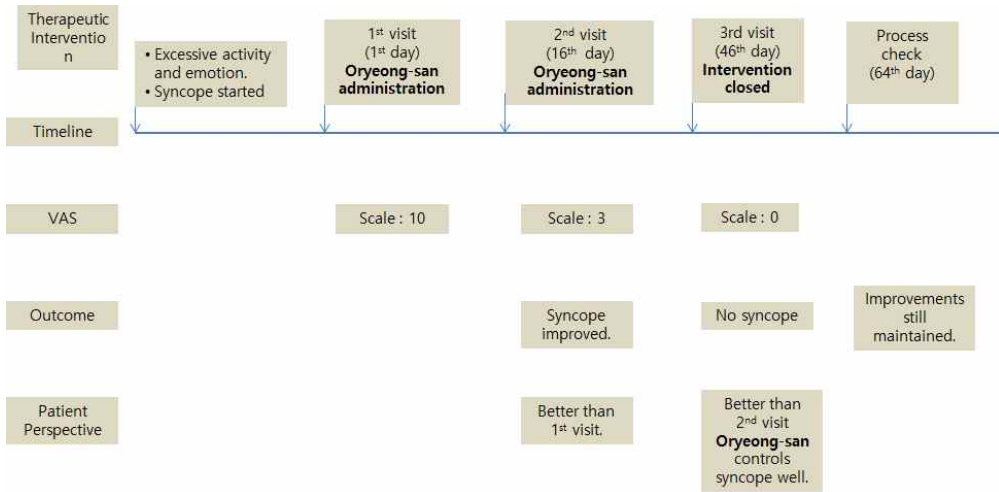 Therapeutic
Interventio
n
• Excessive activity
and emotion.
• Syncope started
1st visit
(1st day)
Oryeong-san
administration
2nd visit
(16th day)
Oryeong-san
administration
3rd visit
(46th day)
Intervention
closed
Process
check
(64th day)
Timeline
VAS
Scale : 10
Scale : 3
Scale : 0
Outcome
Syncope
improved.
No syncope
Improvements
still
maintained.
Patient
Perspective
Better than
1st visit.
Better than
2nd visit
Oryeong-san
controls
syncope well.